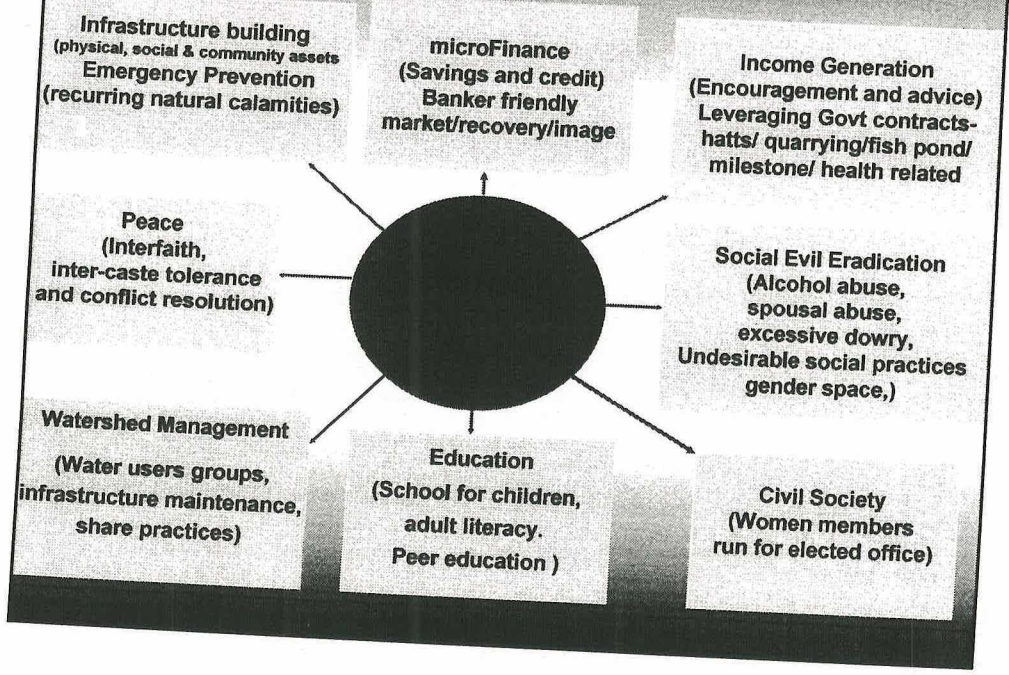 Infrastructure building
(physical, social & community assets
Emergency Prevention
(recurring natural calamities)
microFinance
(Savings and credit)
Banker friendly
market/recovery/image
Income Generation
(Encouragement and advice)
Leveraging Govt contracts-
hatts/ quarrying/fish pond/
milestone/ health related
Peace
(Interfaith,
inter-caste tolerance
and conflict resolution)
Social Evil Eradication
(Alcohol abuse,
spousal abuse,
excessive dowry,
Undesirable social practices
gender space,)
Watershed Management
(Water users groups,
infrastructure maintenance,
share practices)
Education
(School for children,
adult literacy.
Peer education )
Civil Society
(Women members
run for elected office)